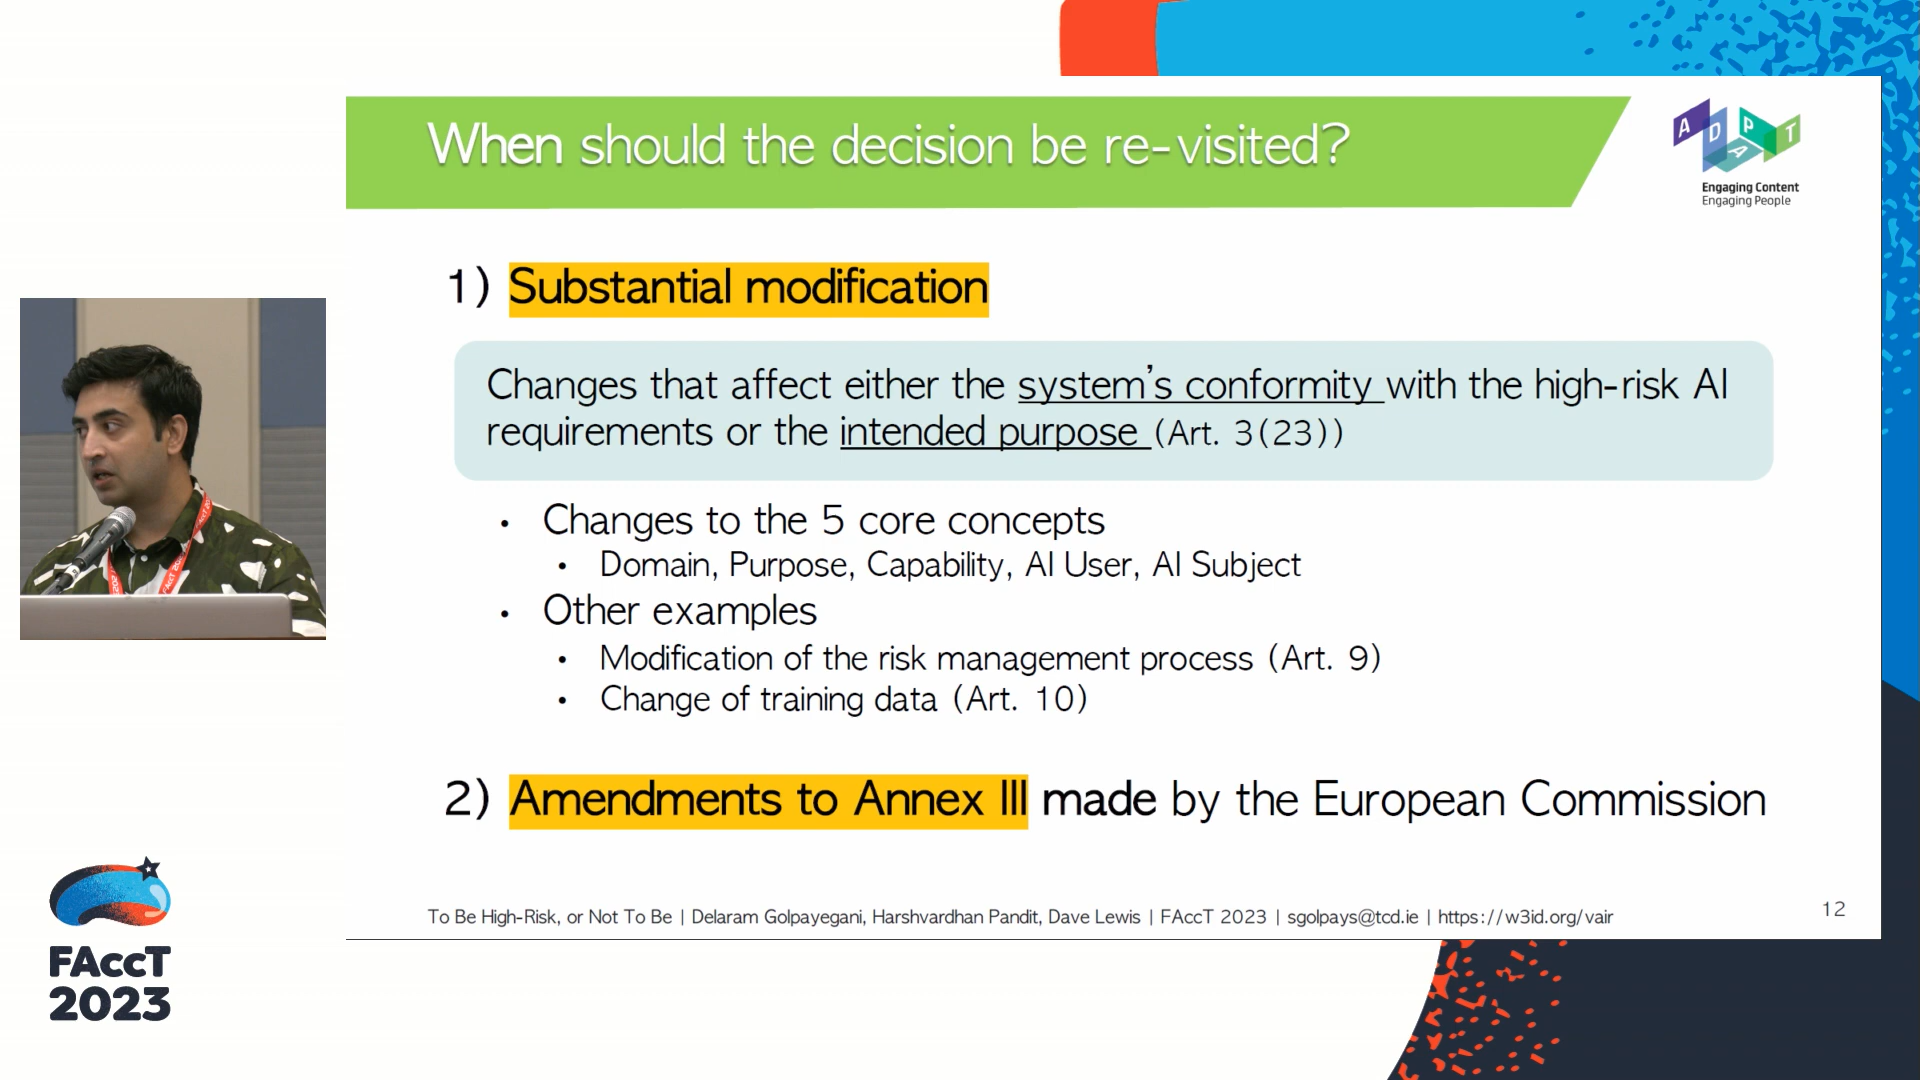 When should the decision be re-visited?
A D A P T
Engaging Content
Engaging People
1) Substantial modification
Changes that affect either the system's conformity with the high-risk AI
requirements or the intended purpose (Art. 3(23))
• Changes to the 5 core concepts
• Domain, Purpose, Capability, AI User, AI Subject
• Other examples
• Modification of the risk management process (Art. 9)
• Change of training data (Art. 10)
2) Amendments to Annex III made by the European Commission
To Be High-Risk, or Not To Be | Delaram Golpayegani, Harshvardhan Pandit, Dave Lewis | FAccT 2023 | sgolpays@tcd.ie | https://w3id.org/vair
12
FAccT
2023